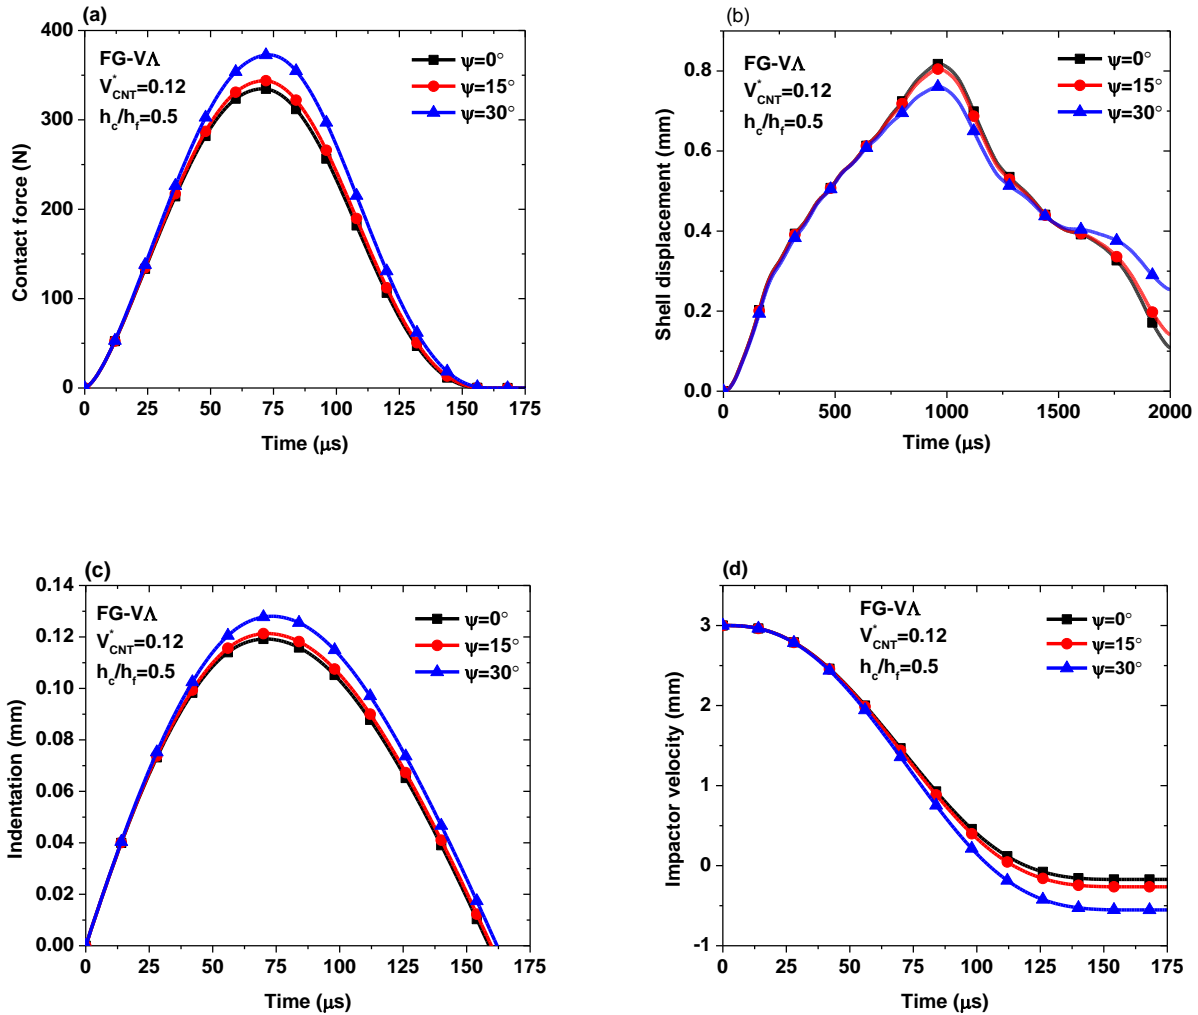 (a)
400
300
200
100
0
Contact force (N)
FG-VΛ
V*CNT=0.12
hc/hf=0.5
ψ=0°
ψ=15°
ψ=30°
0 25 50 75 100 125 150 175
Time (μs)
(b)
0.8
0.6
0.4
0.2
0.0
Shell displacement (mm)
FG-VΛ
V*CNT=0.12
hc/hf=0.5
ψ=0°
ψ=15°
ψ=30°
0 500 1000 1500 2000
Time (μs)
(c)
0.14
0.12
0.10
0.08
0.06
0.04
0.02
0.00
Indentation (mm)
FG-VΛ
V*CNT=0.12
hc/hf=0.5
ψ=0°
ψ=15°
ψ=30°
0 25 50 75 100 125 150 175
Time (μs)
(d)
3
2
1
0
-1
Impactor velocity (mm)
FG-VΛ
V*CNT=0.12
hc/hf=0.5
ψ=0°
ψ=15°
ψ=30°
0 25 50 75 100 125 150 175
Time (μs)